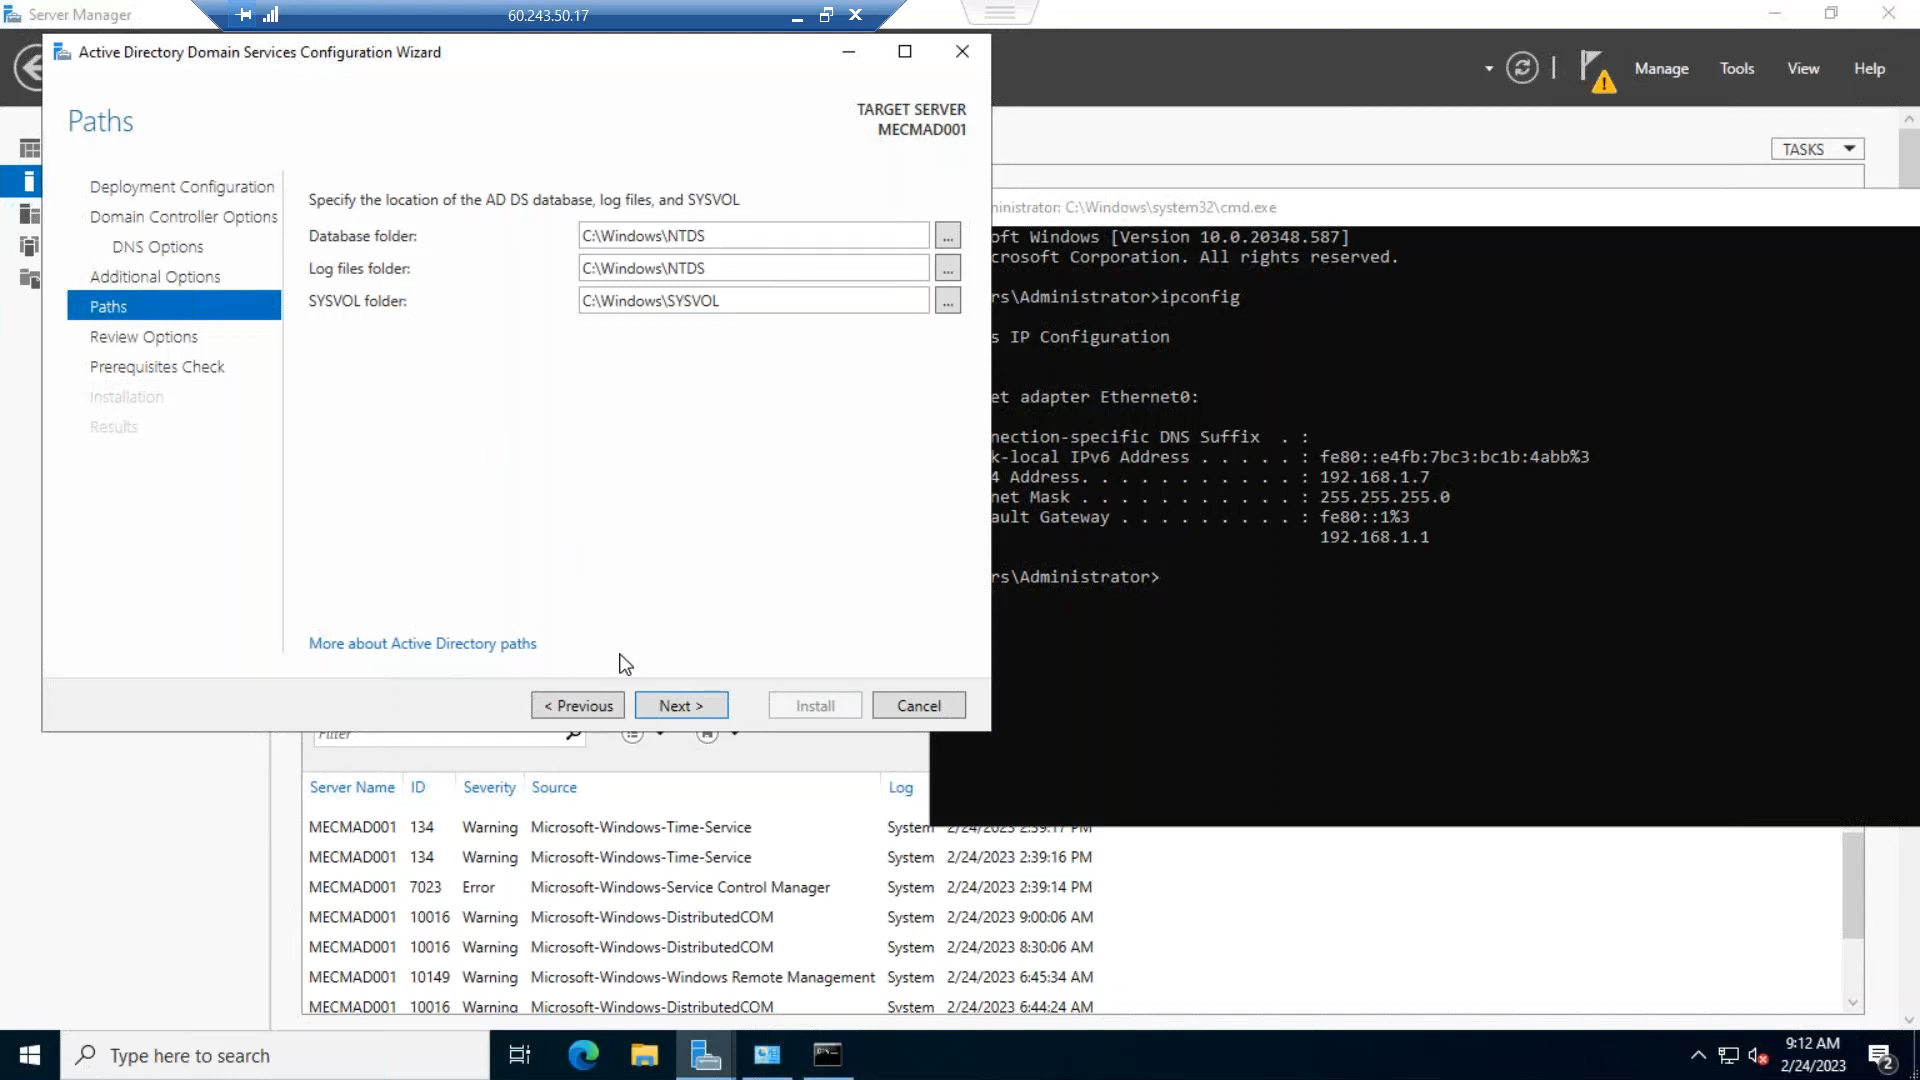 Server Manager
60.243.50.17
Manage Tools View Help
Active Directory Domain Services Configuration Wizard
Paths
TARGET SERVER
MECMAD001
Deployment Configuration
Domain Controller Options
DNS Options
Additional Options
Paths
Review Options
Prerequisites Check
Installation
Results
Specify the location of the AD DS database, log files, and SYSVOL
Database folder: C:\Windows\NTDS ...
Log files folder: C:\Windows\NTDS ...
SYSVOL folder: C:\Windows\SYSVOL ...
More about Active Directory paths
< Previous Next > Install Cancel
TASKS
ministrator: C:\Windows\system32\cmd.exe
oft Windows [Version 10.0.20348.587]
crosoft Corporation. All rights reserved.
rs\Administrator>ipconfig
s IP Configuration
et adapter Ethernet0:
nection-specific DNS Suffix . :
k-local IPv6 Address . . . . . : fe80::e4fb:7bc3:bc1b:4abb%3
4 Address. . . . . . . . . . . : 192.168.1.7
net Mask . . . . . . . . . . . : 255.255.255.0
ault Gateway . . . . . . . . . : fe80::1%3
192.168.1.1
rs\Administrator>
Filter
Server Name ID Severity Source Log
MECMAD001 134 Warning Microsoft-Windows-Time-Service System 2/24/2023 2:39:17 PM
MECMAD001 134 Warning Microsoft-Windows-Time-Service System 2/24/2023 2:39:16 PM
MECMAD001 7023 Error Microsoft-Windows-Service Control Manager System 2/24/2023 2:39:14 PM
MECMAD001 10016 Warning Microsoft-Windows-DistributedCOM System 2/24/2023 9:00:06 AM
MECMAD001 10016 Warning Microsoft-Windows-DistributedCOM System 2/24/2023 8:30:06 AM
MECMAD001 10149 Warning Microsoft-Windows-Windows Remote Management System 2/24/2023 6:45:34 AM
MECMAD001 10016 Warning Microsoft-Windows-DistributedCOM System 2/24/2023 6:44:24 AM
Type here to search
9:12 AM
2/24/2023
2